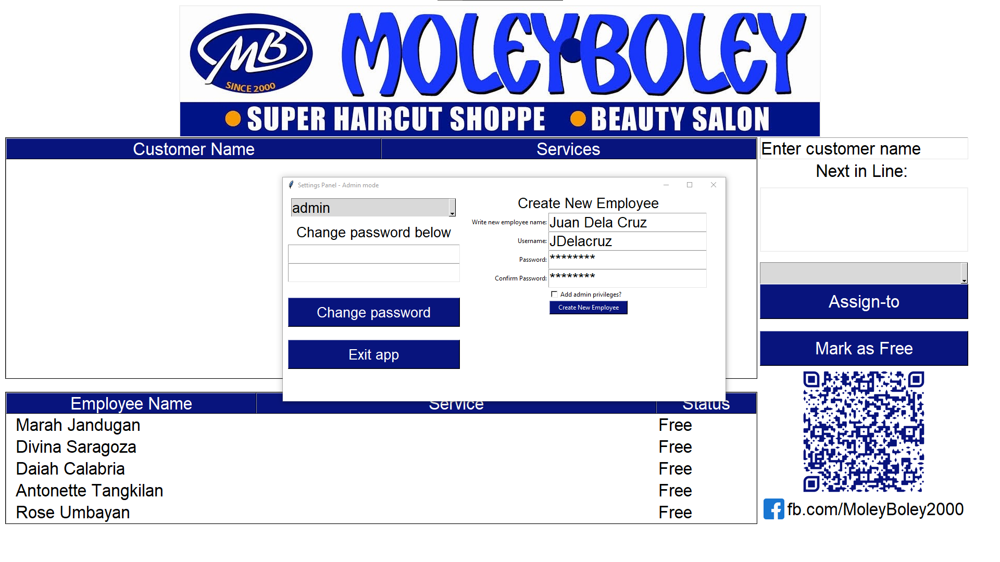 MB
SINCE 2000
MOLEY BOLEY
SUPER HAIRCUT SHOPPE BEAUTY SALON
Customer Name Services
Enter customer name
Next in Line:
Settings Panel - Admin mode
admin
Change password below
Change password
Exit app
Create New Employee
Write new employee name: Juan Dela Cruz
Username: JDelacruz
Password: ********
Confirm Password: ********
Add admin privileges?
Create New Employee
Assign-to
Mark as Free
Employee Name Service Status
Marah Jandugan Free
Divina Saragoza Free
Daiah Calabria Free
Antonette Tangkilan Free
Rose Umbayan Free
fb.com/MoleyBoley2000